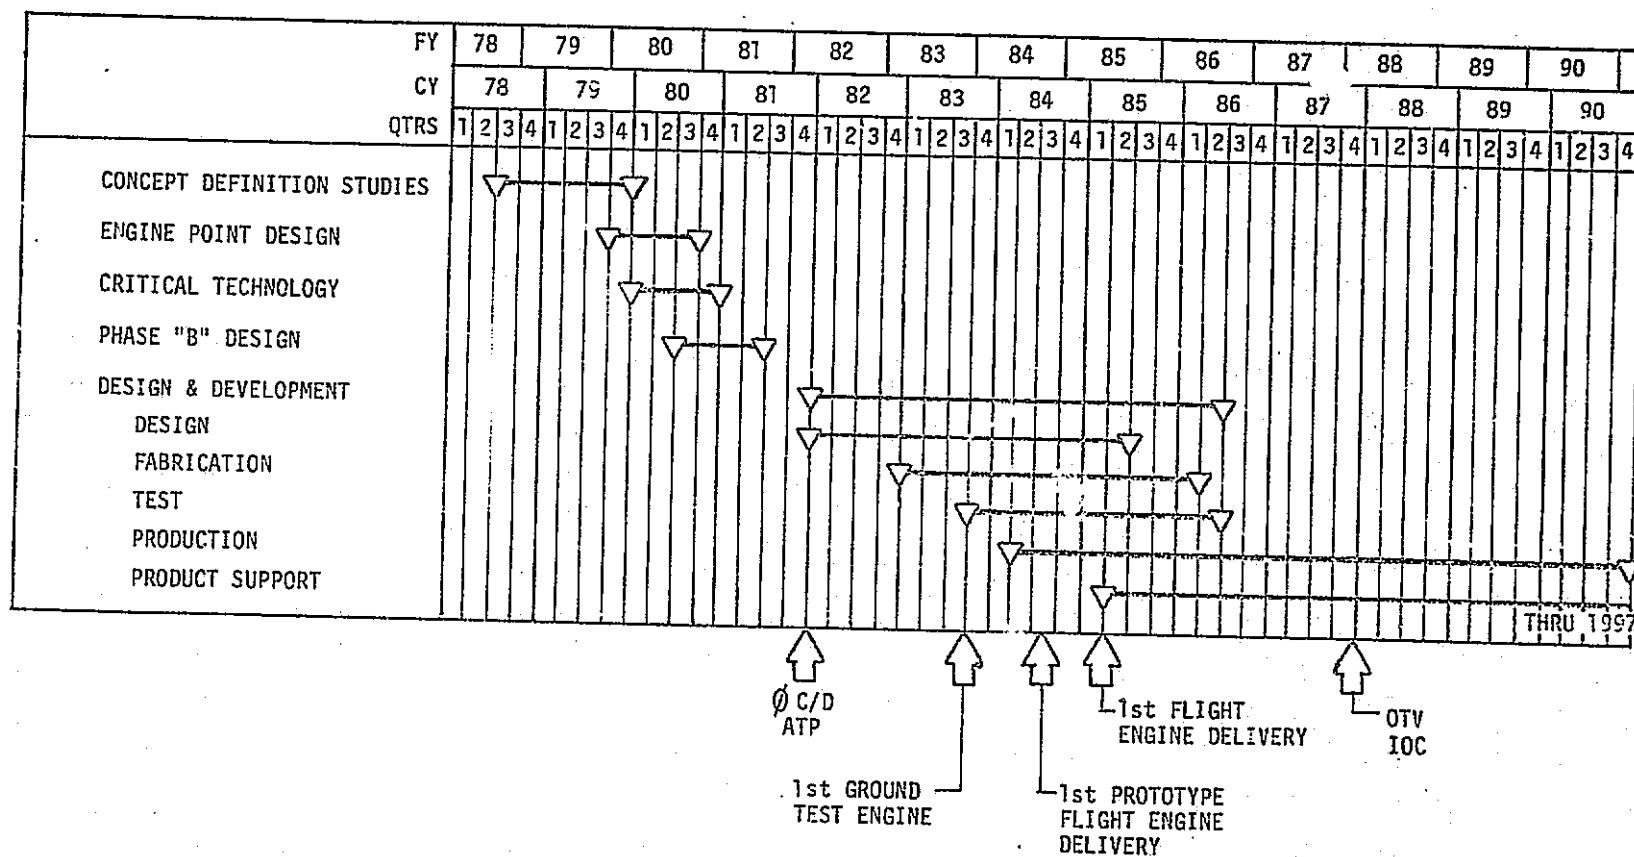 FY 78 79 80 81 82 83 84 85 86 87 88 89 90
CY 78 79 80 81 82 83 84 85 86 87 88 89 90
QTRS 1 2 3 4 1 2 3 4 1 2 3 4 1 2 3 4 1 2 3 4 1 2 3 4 1 2 3 4 1 2 3 4 1 2 3 4 1 2 3 4 1 2 3 4 1 2 3 4 1 2 3 4
CONCEPT DEFINITION STUDIES
ENGINE POINT DESIGN
CRITICAL TECHNOLOGY
PHASE "B" DESIGN
DESIGN & DEVELOPMENT
DESIGN
FABRICATION
TEST
PRODUCTION
PRODUCT SUPPORT
THRU 1997
Ø C/D
ATP
1st FLIGHT
ENGINE DELIVERY
OTV
IOC
1st GROUND
TEST ENGINE
1st PROTOTYPE
FLIGHT ENGINE
DELIVERY